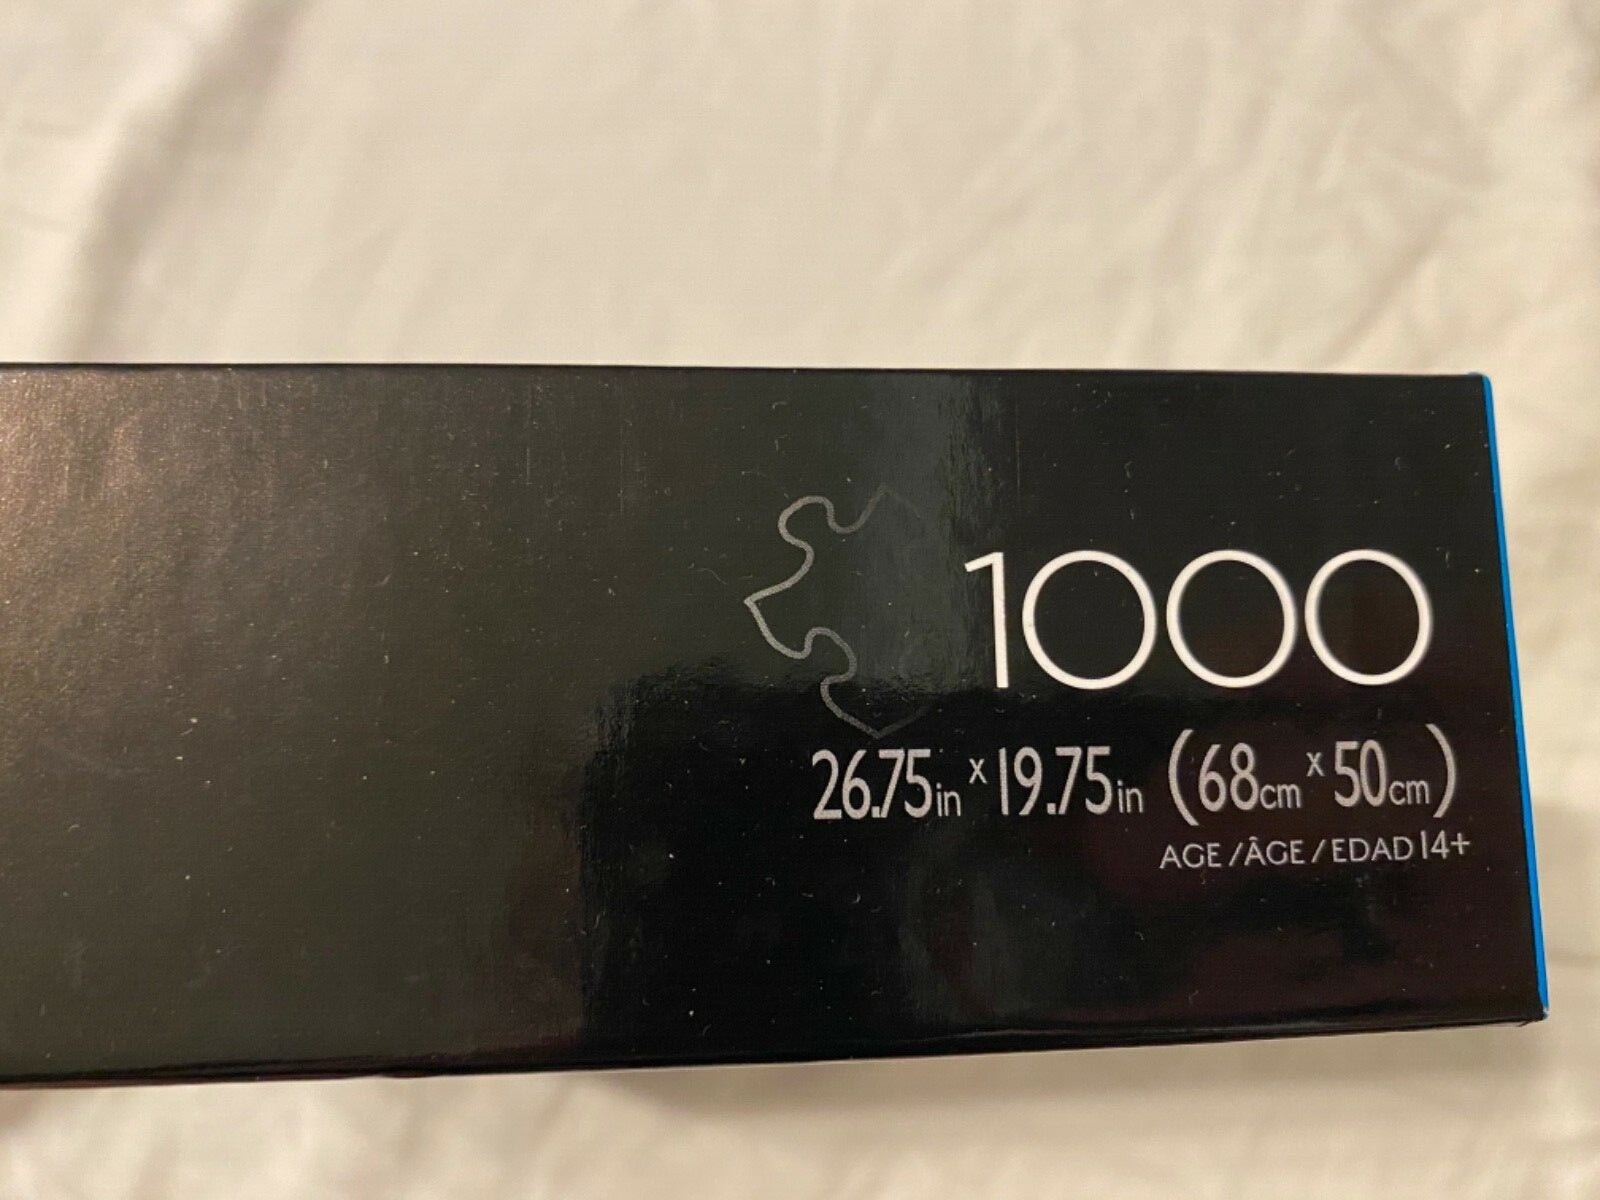 1000
26.75in x 19.75in (68cm x 50cm)
AGE /ÂGE /EDAD 14+